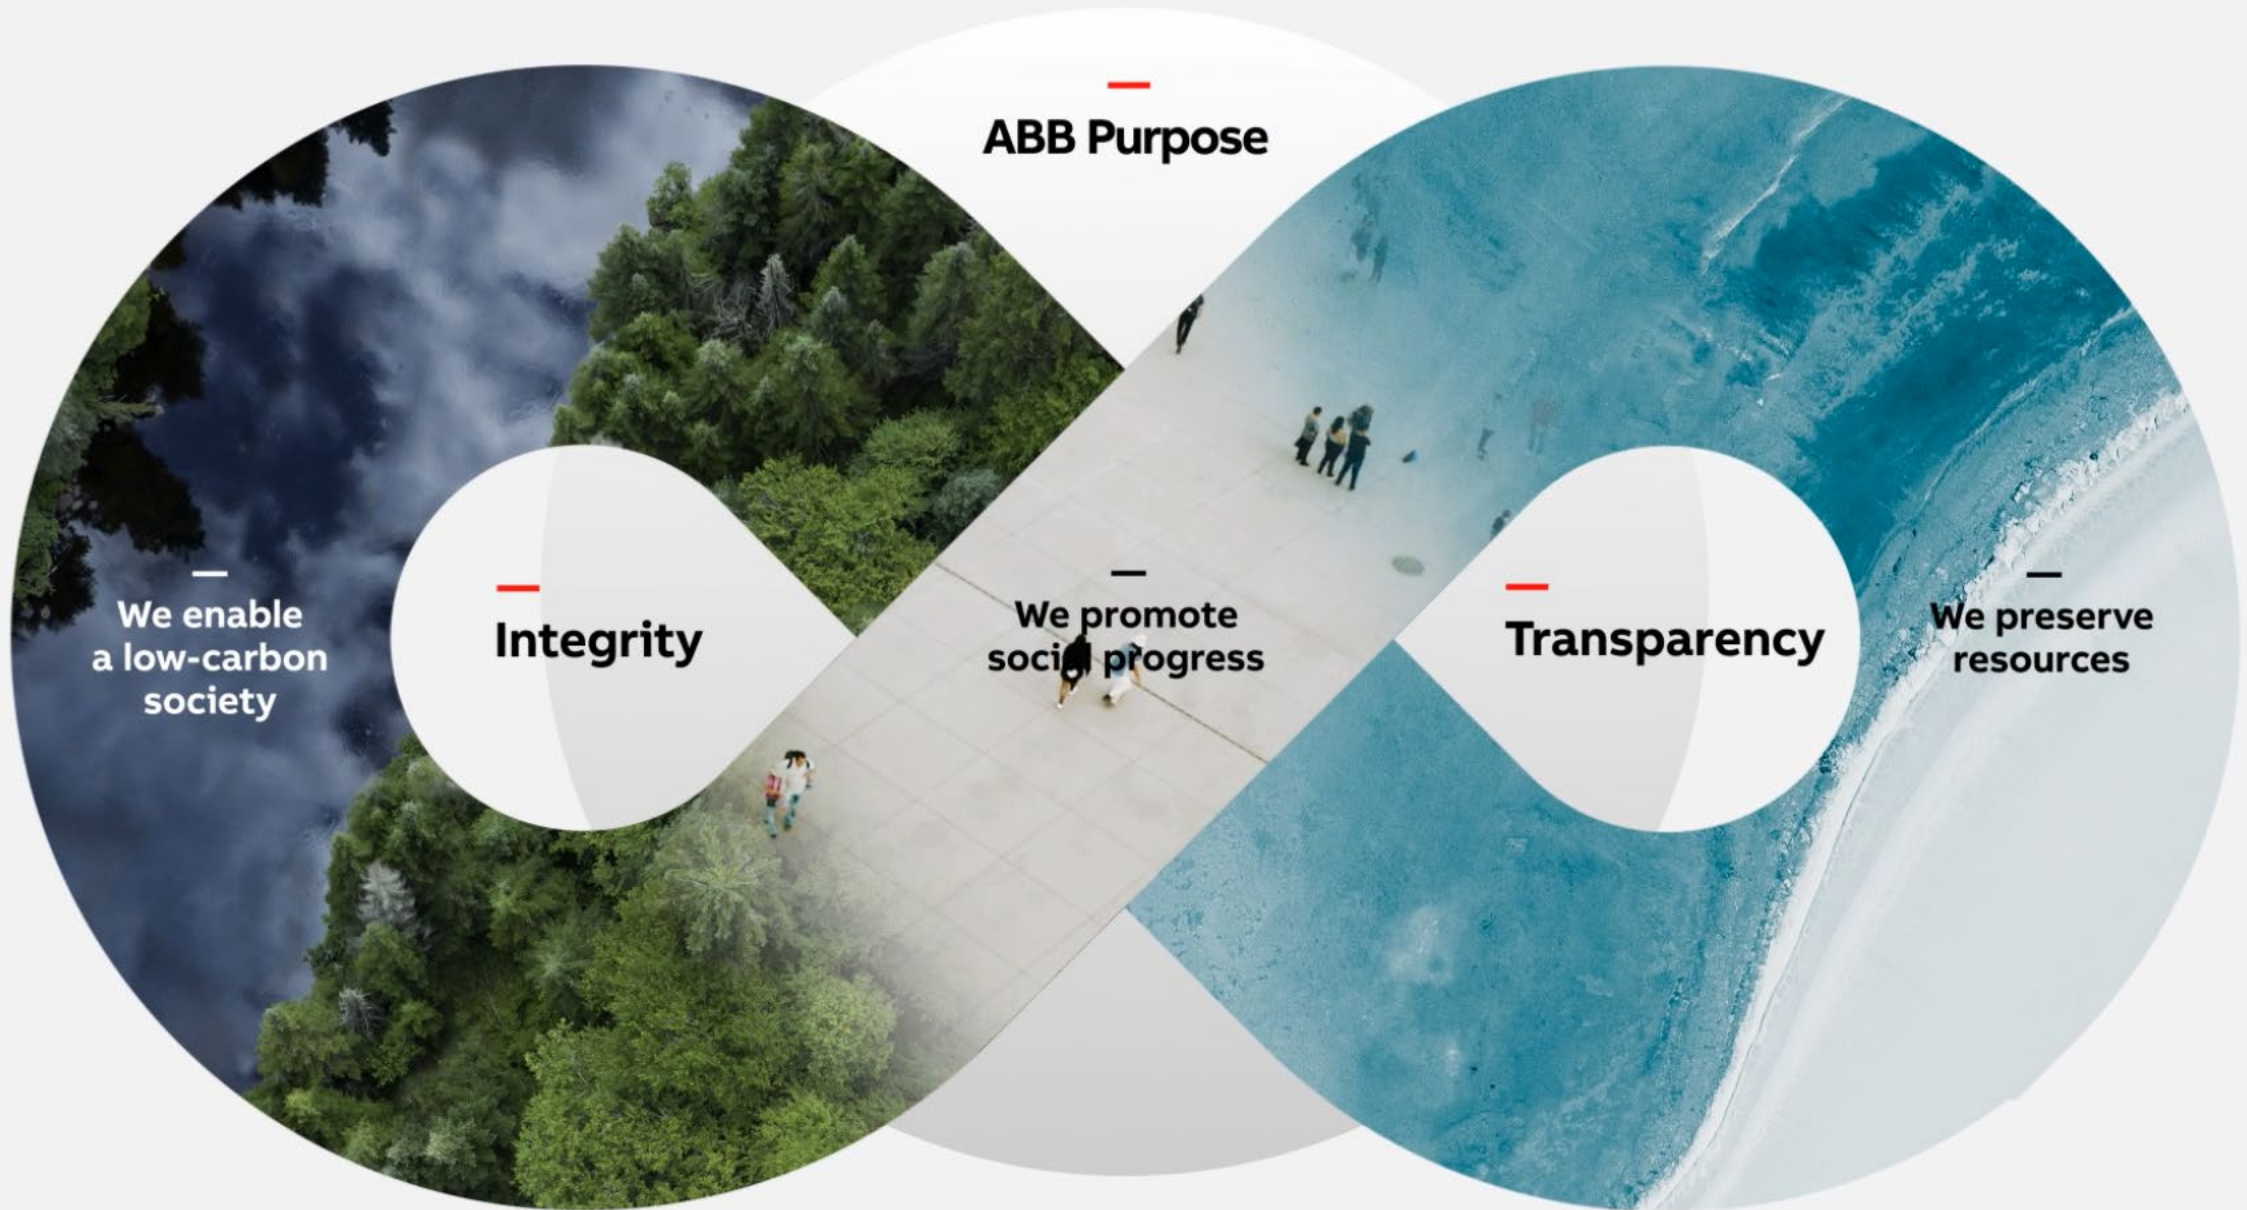 ABB Purpose
We enable
a low-carbon
society
Integrity
We promote
social progress
Transparency
We preserve
resources